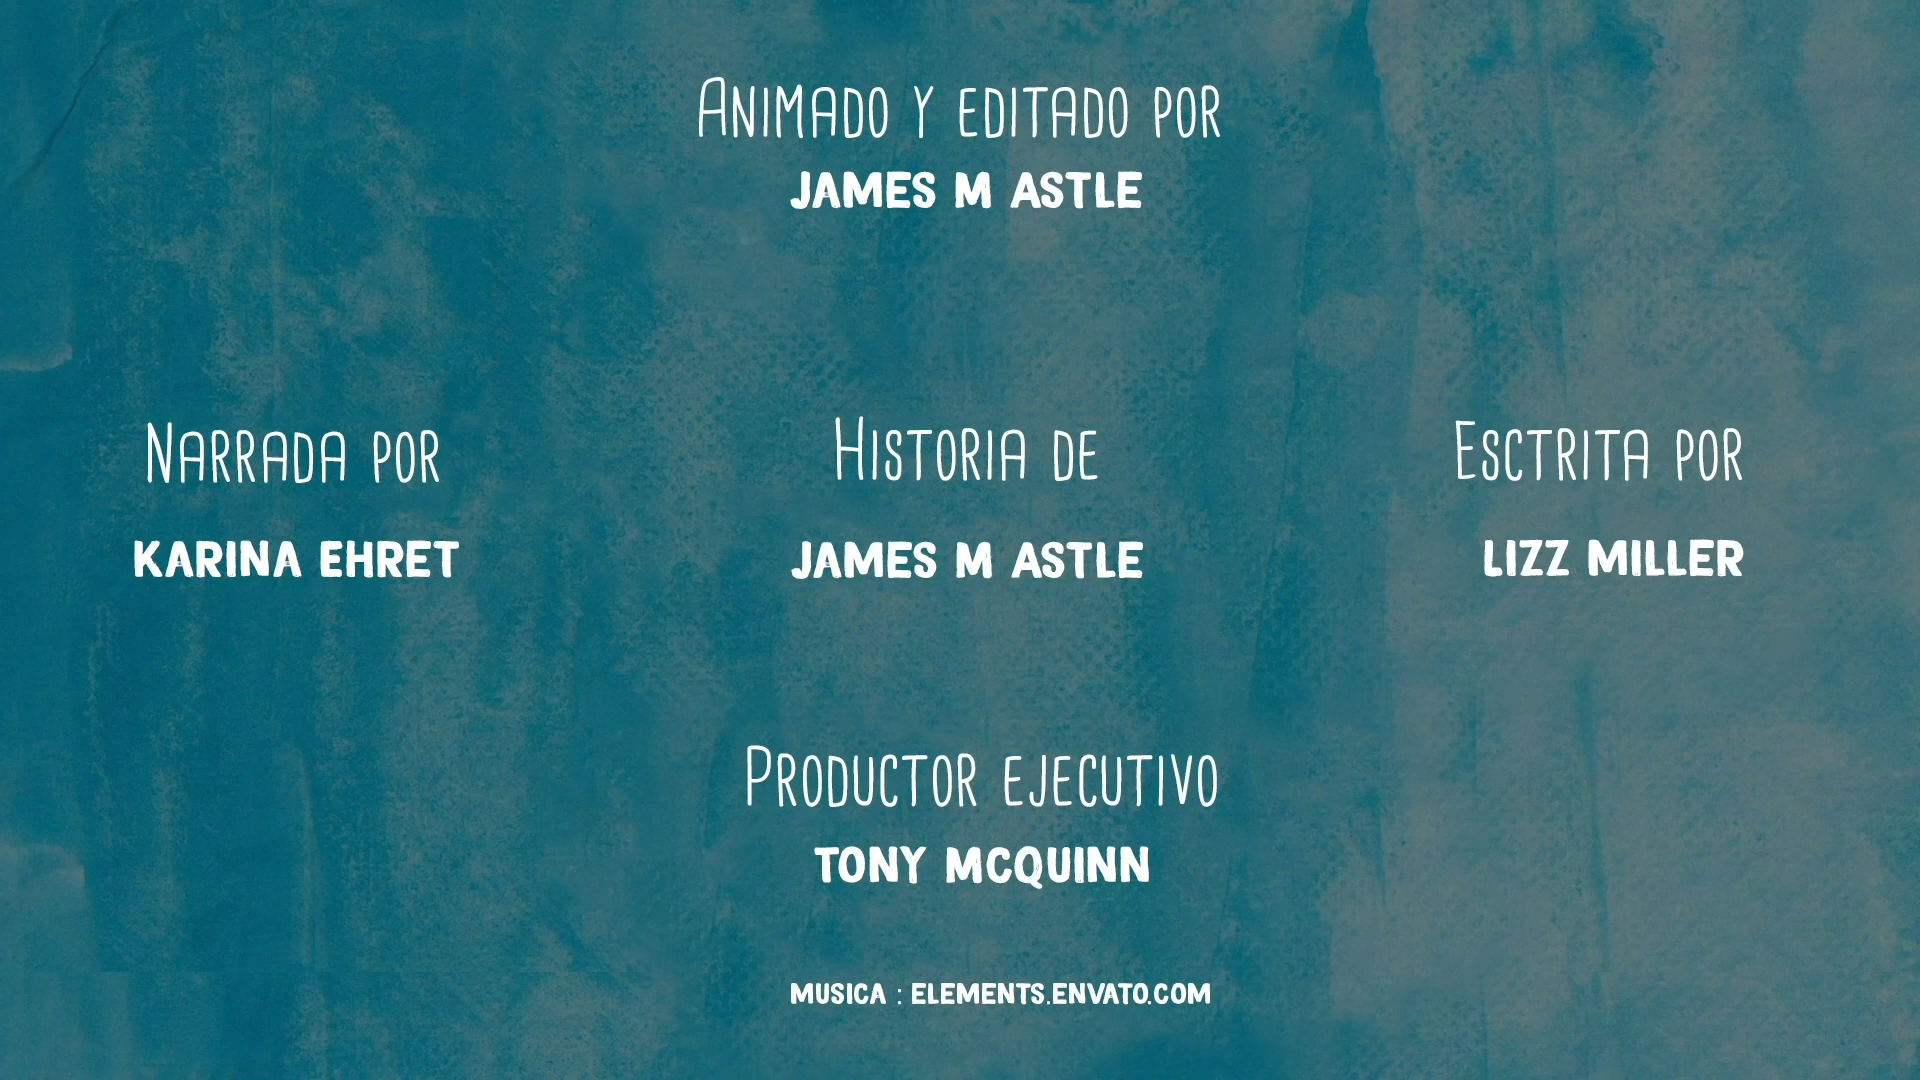 Animado y editado por
JAMES M ASTLE
Narrada por
KARINA EHRET
Historia de
JAMES M ASTLE
Esctrita por
LIZZ MILLER
Productor ejecutivo
TONY MCQUINN
MUSICA : ELEMENTS.ENVATO.COM